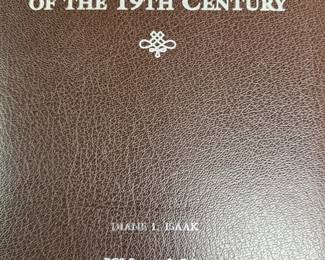 OF THE 19TH CENTURY
DIANE L. ISAAK